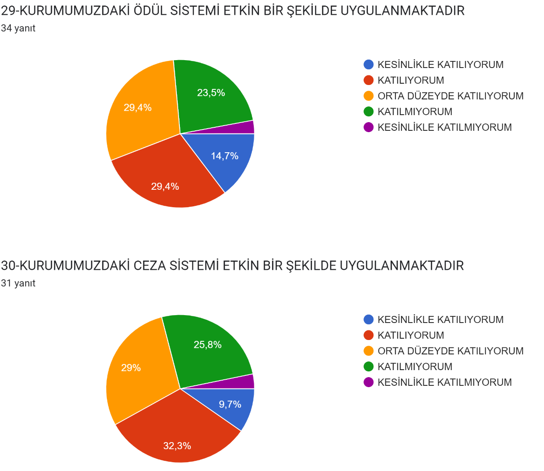 29-KURUMUMUZDAKİ ÖDÜL SİSTEMİ ETKİN BİR ŞEKİLDE UYGULANMAKTADIR
34 yanıt
KESİNLİKLE KATILIYORUM
KATILIYORUM
ORTA DÜZEYDE KATILIYORUM
KATILMIYORUM
KESİNLİKLE KATILMIYORUM
23,5%
29,4%
14,7%
29,4%
30-KURUMUMUZDAKİ CEZA SİSTEMİ ETKİN BİR ŞEKİLDE UYGULANMAKTADIR
31 yanıt
KESİNLİKLE KATILIYORUM
KATILIYORUM
ORTA DÜZEYDE KATILIYORUM
KATILMIYORUM
KESİNLİKLE KATILMIYORUM
25,8%
29%
9,7%
32,3%